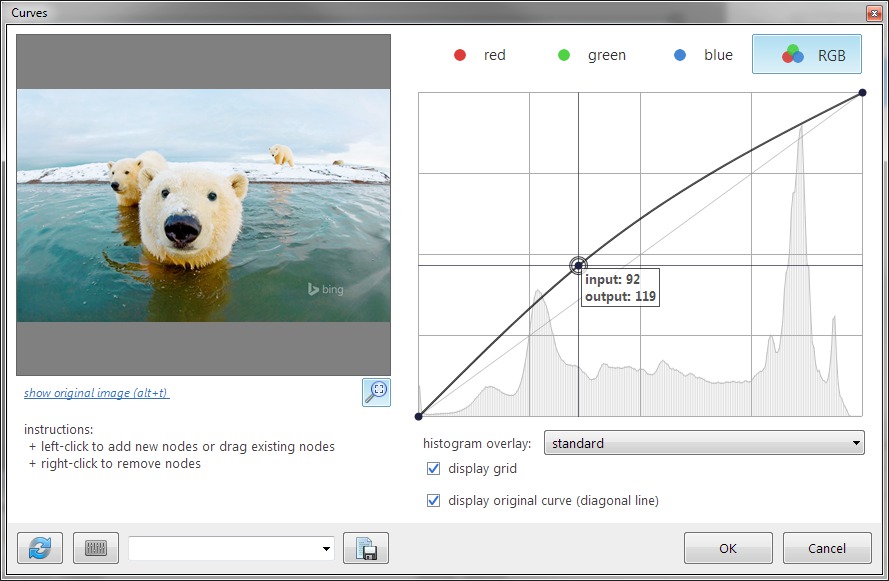 Curves
red
green
blue
RGB
bing
input: 92
output: 119
show original image (alt+t)
instructions:
+ left-click to add new nodes or drag existing nodes
+ right-click to remove nodes
histogram overlay:
standard
display grid
display original curve (diagonal line)
OK
Cancel